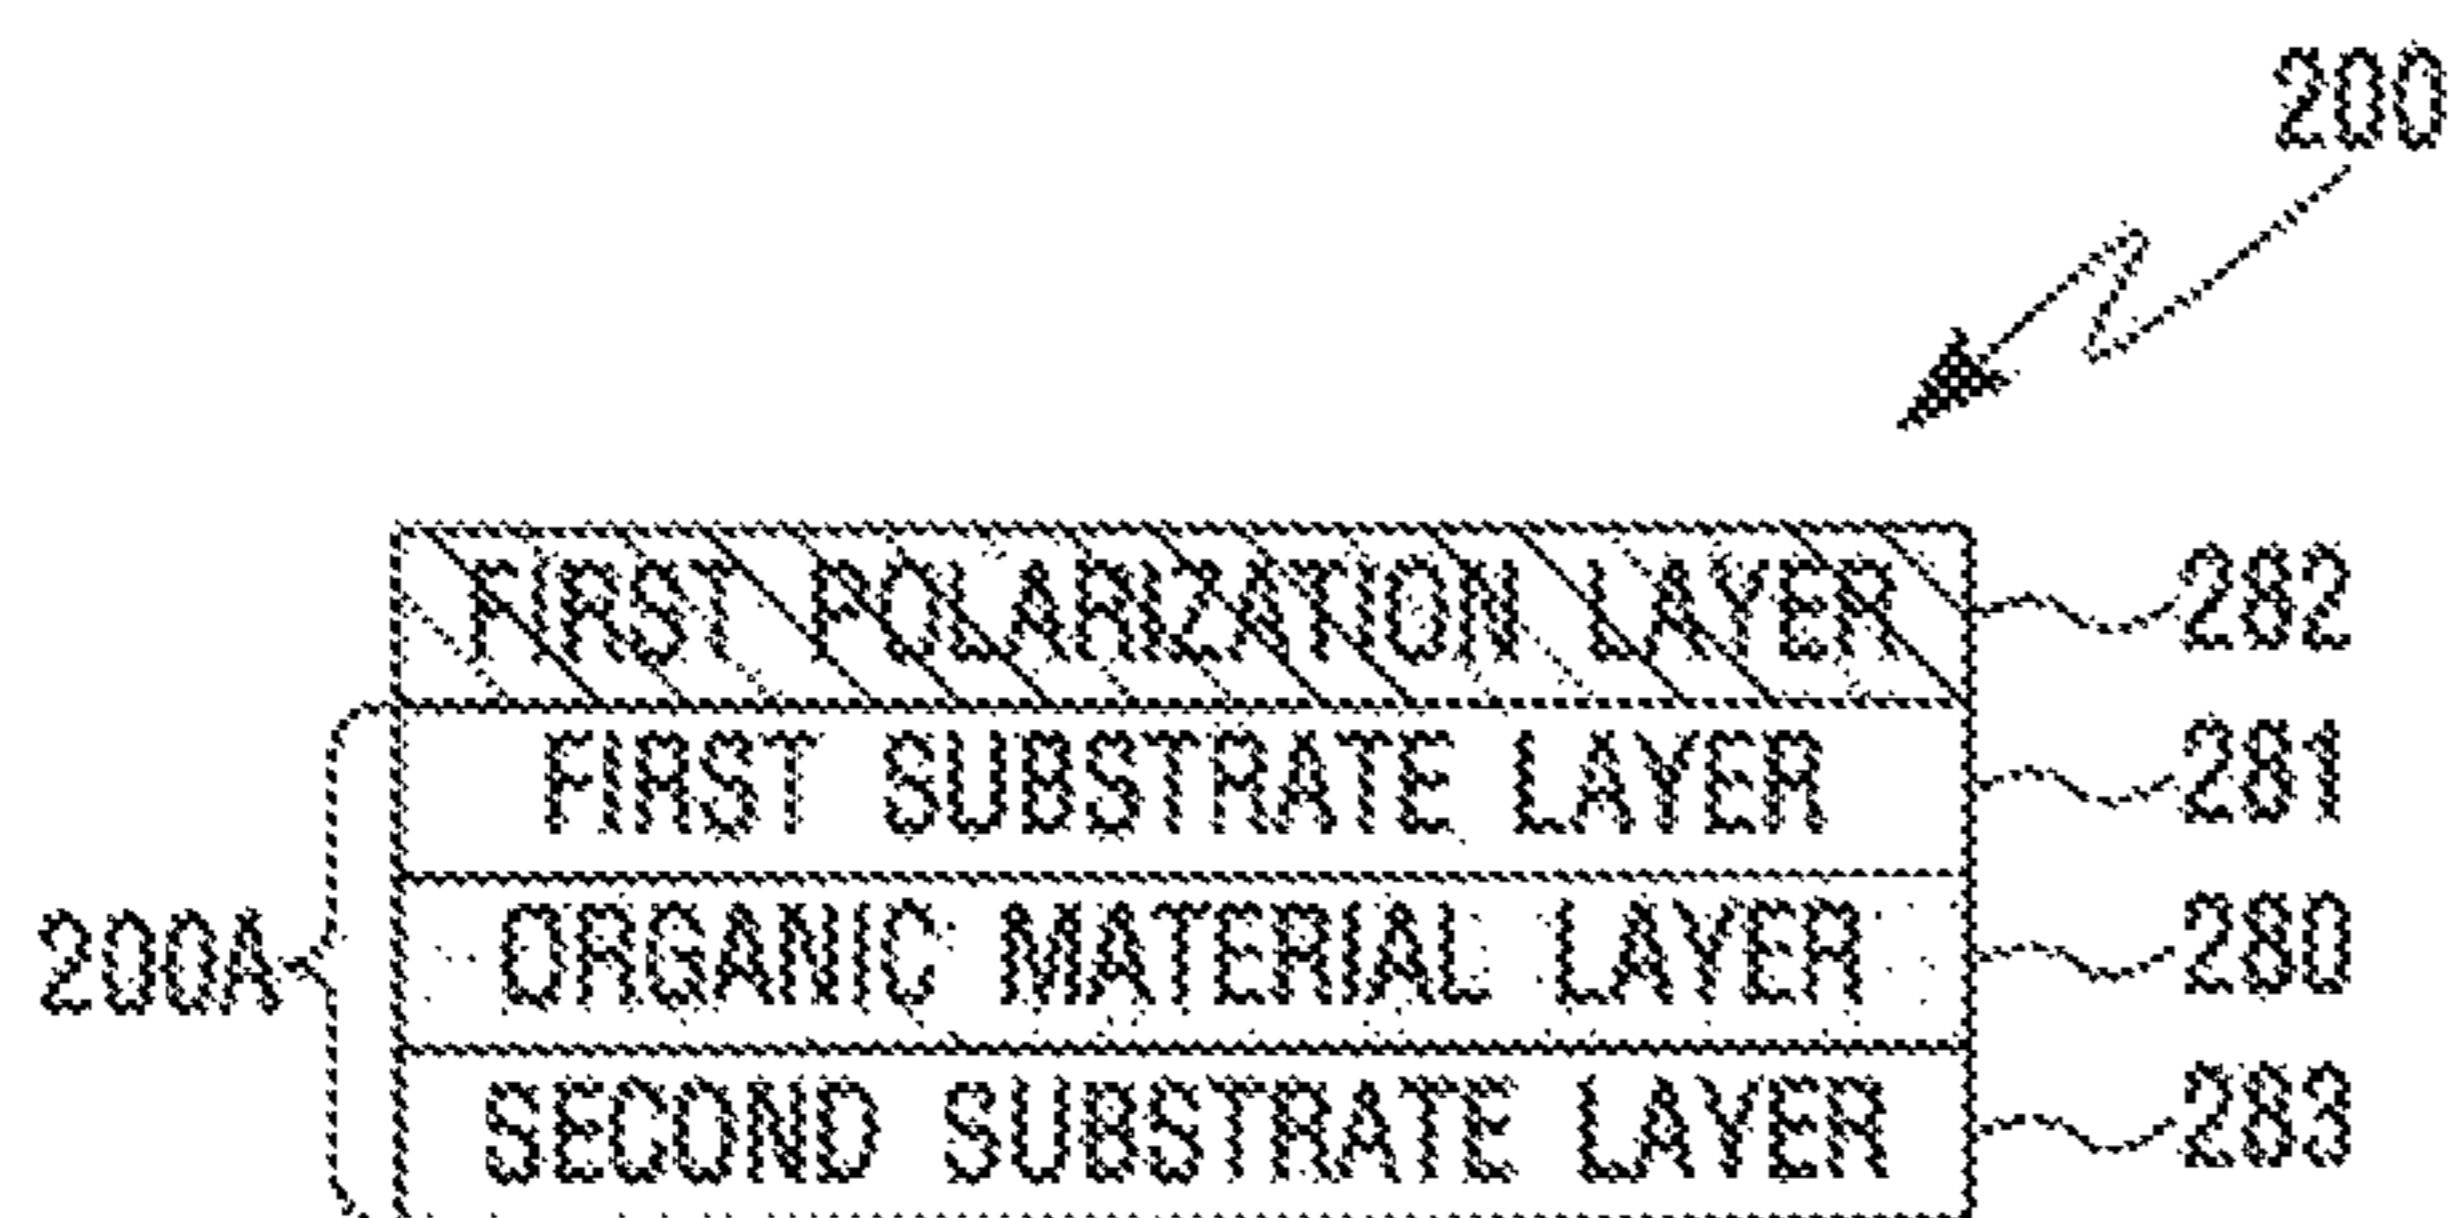 200
FIRST POLARIZATION LAYER 282
FIRST SUBSTRATE LAYER 281
200A
ORGANIC MATERIAL LAYER 280
SECOND SUBSTRATE LAYER 283